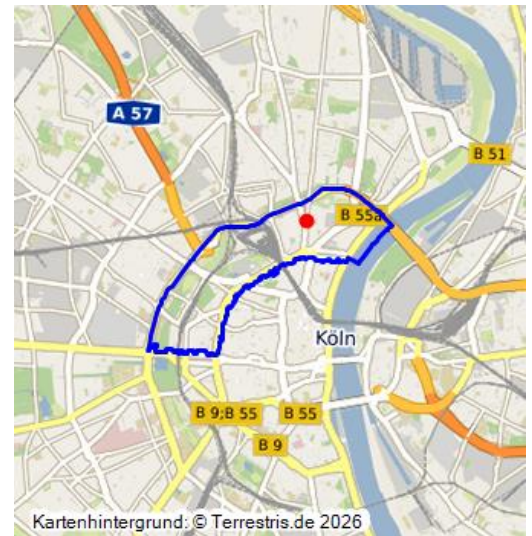 A 57
B 51
B 55a
Köln
B 9;B 55
B 55
B 9
Kartenhintergrund: © Terrestris.de 2026